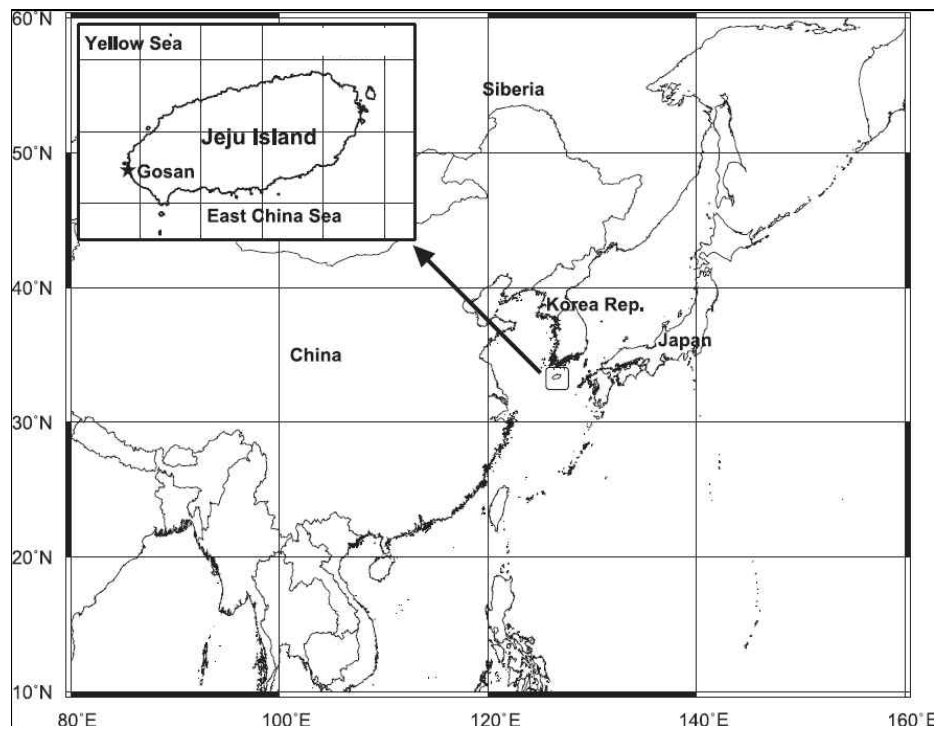 60°N
Yellow Sea
Siberia
Jeju Island
50°N
Gosan
East China Sea
40°N
Korea Rep.
Japan
China
30°N
20°N
10°N
80°E 100°E 120°E 140°E 160°E